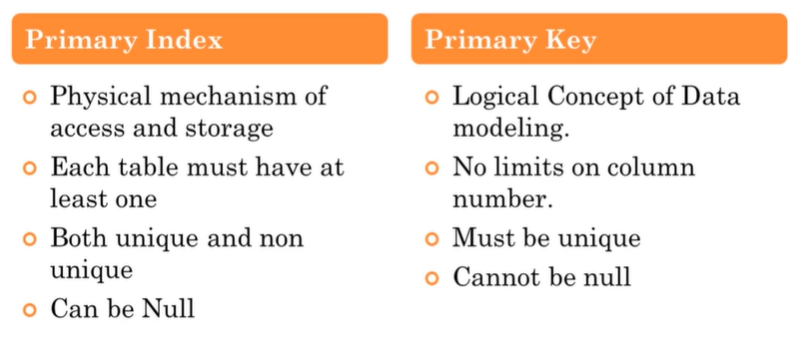 Primary Index
Physical mechanism of
access and storage
Each table must have at
least one
Both unique and non
unique
Can be Null
Primary Key
Logical Concept of Data
modeling.
No limits on column
number.
Must be unique
Cannot be null